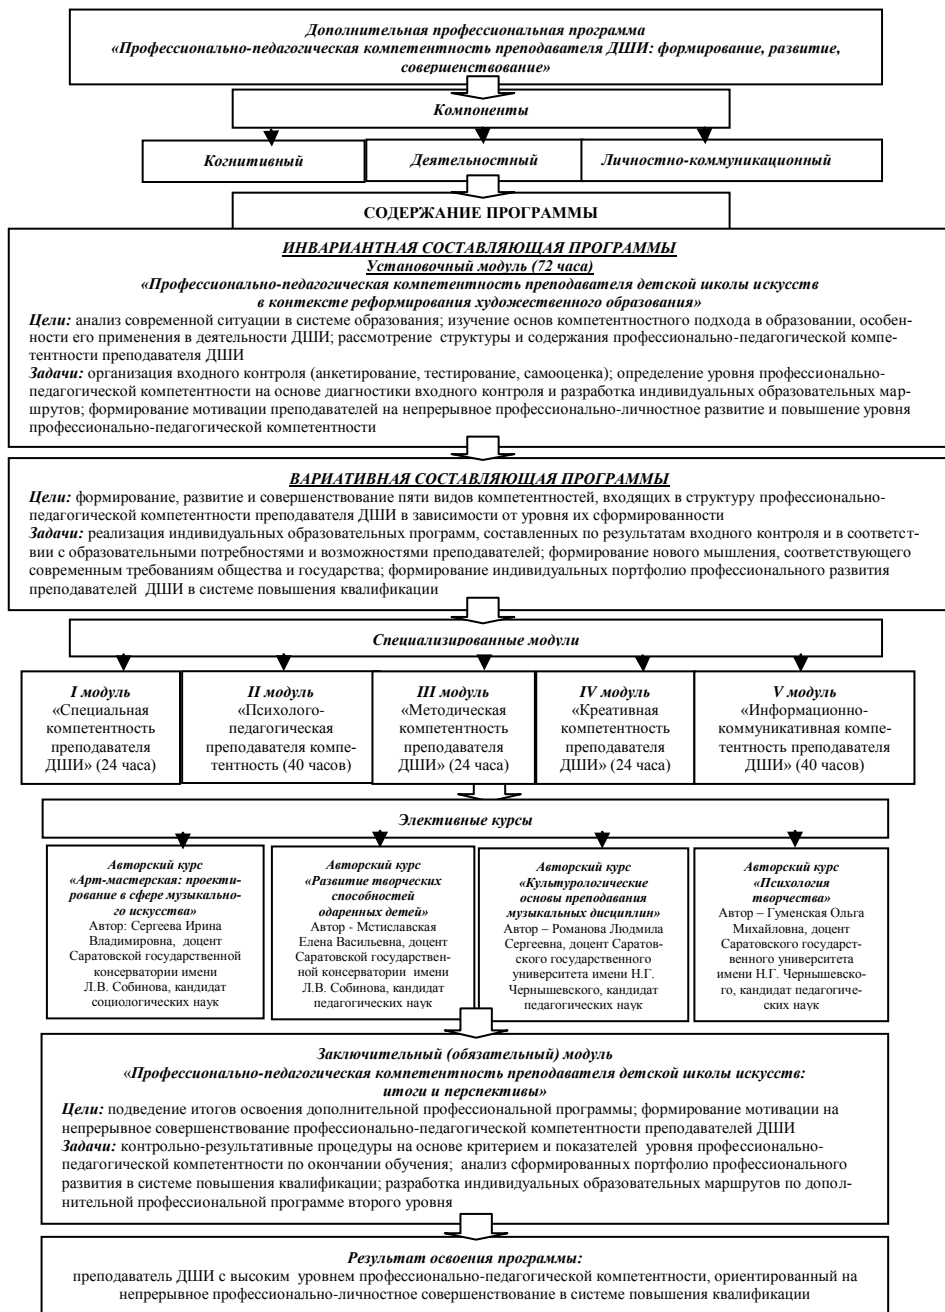 Дополнительная профессиональная программа
«Профессионально-педагогическая компетентность преподавателя ДШИ: формирование, развитие,
совершенствование»
Компоненты
Когнитивный
Деятельностный
Личностно-коммуникационный
СОДЕРЖАНИЕ ПРОГРАММЫ
ИНВАРИАНТНАЯ СОСТАВЛЯЮЩАЯ ПРОГРАММЫ
Установочный модуль (72 часа)
«Профессионально-педагогическая компетентность преподавателя детской школы искусств
в контексте реформирования художественного образования»
Цели: анализ современной ситуации в системе образования; изучение основ компетентностного подхода в образовании, особен-
ности его применения в деятельности ДШИ; рассмотрение структуры и содержания профессионально-педагогической компе-
тентности преподавателя ДШИ
Задачи: организация входного контроля (анкетирование, тестирование, самооценка); определение уровня профессионально-
педагогической компетентности на основе диагностики входного контроля и разработка индивидуальных образовательных мар-
шрутов; формирование мотивации преподавателей на непрерывное профессионально-личностное развитие и повышение уровня
профессионально-педагогической компетентности
ВАРИАТИВНАЯ СОСТАВЛЯЮЩАЯ ПРОГРАММЫ
Цели: формирование, развитие и совершенствование пяти видов компетентностей, входящих в структуру профессионально-
педагогической компетентности преподавателя ДШИ в зависимости от уровня их сформированности
Задачи: реализация индивидуальных образовательных программ, составленных по результатам входного контроля и в соответст-
вии с образовательными потребностями и возможностями преподавателей; формирование нового мышления, соответствующего
современным требованиям общества и государства; формирование индивидуальных портфолио профессионального развития
преподавателей ДШИ в системе повышения квалификации
Специализированные модули
I модуль
«Специальная
компетентность
преподавателя
ДШИ» (24 часа)
II модуль
«Психолого-
педагогическая
преподавателя компе-
тентность (40 часов)
III модуль
«Методическая
компетентность
преподавателя
ДШИ» (24 часа)
IV модуль
«Креативная
компетентность
преподавателя
ДШИ» (24 часа)
V модуль
«Информационно-
коммуникативная компе-
тентность преподавателя
ДШИ» (40 часов)
Элективные курсы
Авторский курс
«Арт-мастерская: проекти-
рование в сфере музыкально-
го искусства»
Автор: Сергеева Ирина
Владимировна, доцент
Саратовской государственной
консерватории имени
Л.В. Собинова, кандидат
социологических наук
Авторский курс
«Развитие творческих
способностей
одаренных детей»
Автор - Мстиславская
Елена Васильевна, доцент
Саратовской государствен-
ной консерватории имени
Л.В. Собинова, кандидат
педагогических наук
Авторский курс
«Культурологические
основы преподавания
музыкальных дисциплин»
Автор – Романова Людмила
Сергеевна, доцент Саратов-
ского государственного
университета имени Н.Г.
Чернышевского, кандидат
педагогических наук
Авторский курс
«Психология
творчества»
Автор – Гуменская Ольга
Михайловна, доцент
Саратовского государст-
венного университета
имени Н.Г. Чернышевско-
го, кандидат педагогиче-
ских наук
Заключительный (обязательный) модуль
«Профессионально-педагогическая компетентность преподавателя детской школы искусств:
итоги и перспективы»
Цели: подведение итогов освоения дополнительной профессиональной программы; формирование мотивации на
непрерывное совершенствование профессионально-педагогической компетентности преподавателей ДШИ
Задачи: контрольно-результативные процедуры на основе критерием и показателей уровня профессионально-
педагогической компетентности по окончании обучения; анализ сформированных портфолио профессионального
развития в системе повышения квалификации; разработка индивидуальных образовательных маршрутов по допол-
нительной профессиональной программе второго уровня
Результат освоения программы:
преподаватель ДШИ с высоким уровнем профессионально-педагогической компетентности, ориентированный на
непрерывное профессионально-личностное совершенствование в системе повышения квалификации